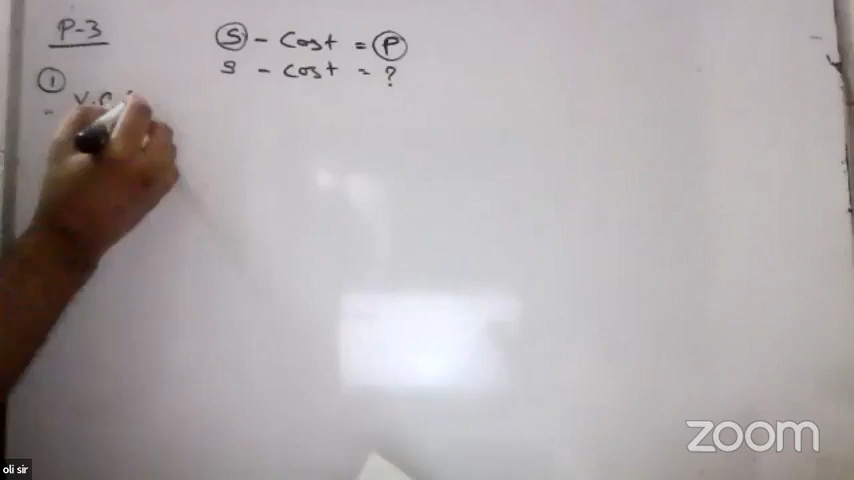 P-3
S - Cost = P
S - Cost = ?
1
- V.C
zoom
oli sir